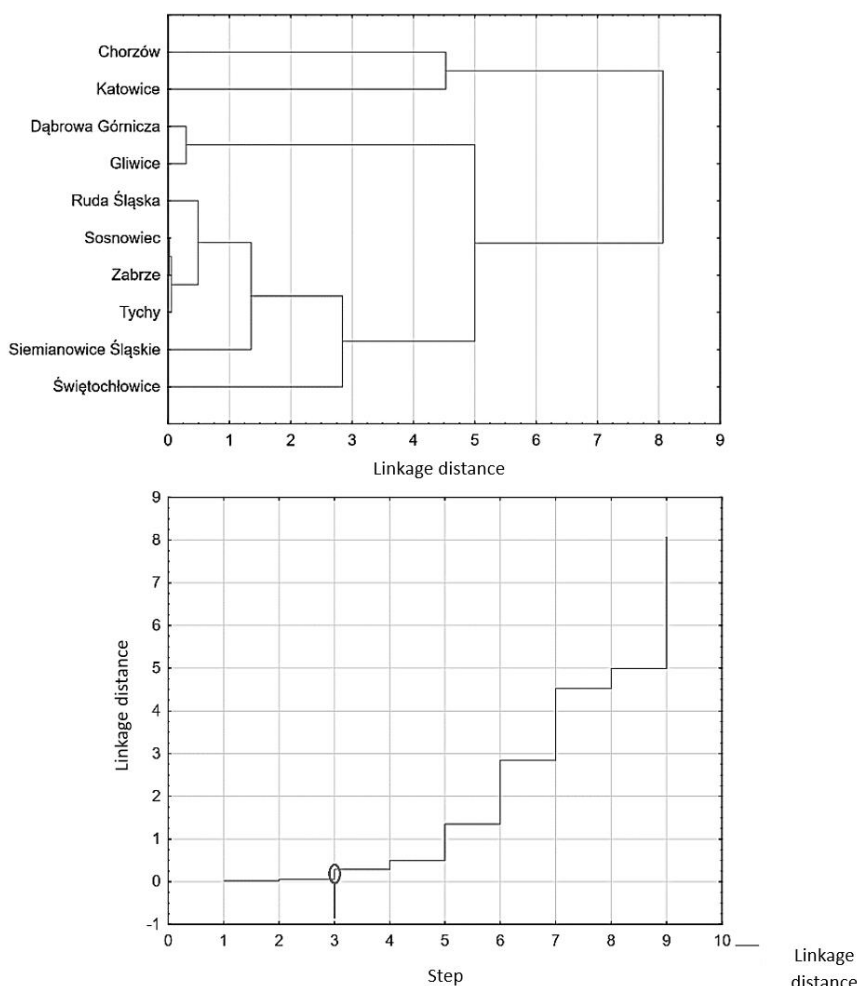 Chorzów
Katowice
Dąbrowa Górnicza
Gliwice
Ruda Śląska
Sosnowiec
Zabrze
Tychy
Siemianowice Śląskie
Świętochłowice
0 1 2 3 4 5 6 7 8 9
Linkage distance
9
8
7
6
5
4
3
2
1
0
-1
Linkage distance
0 1 2 3 4 5 6 7 8 9 10
Step
Linkage
distance